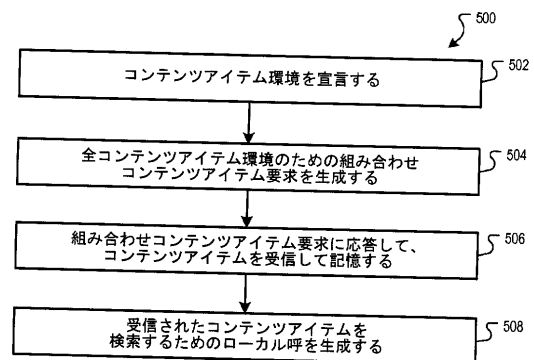 500
コンテンツアイテム環境を宣言する
502
全コンテンツアイテム環境のための組み合わせ
コンテンツアイテム要求を生成する
504
組み合わせコンテンツアイテム要求に応答して、
コンテンツアイテムを受信して記憶する
506
受信されたコンテンツアイテムを
検索するためのローカル呼を生成する
508